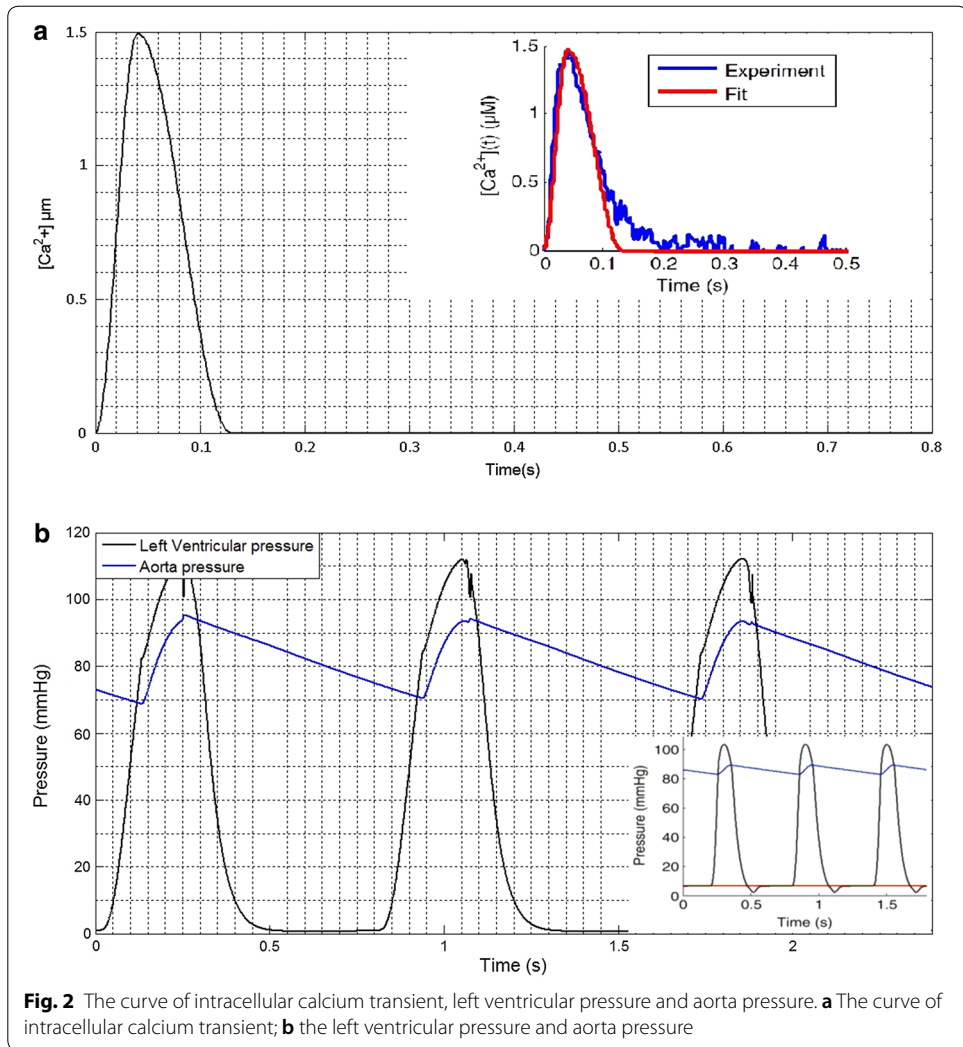 a
1.5
1
0.5
0
[Ca²+] µm
0 0.1 0.2 0.3 0.4 0.5 0.6 0.7 0.8
Time(s)
1.5
1
0.5
0
[Ca²⁺](t) (µM)
Experiment
Fit
0 0.1 0.2 0.3 0.4 0.5
Time (s)
b
120
100
80
60
40
20
0
Pressure (mmHg)
Left Ventricular pressure
Aorta pressure
0 0.5 1 1.5 2
Time (s)
100
80
60
40
20
0
Pressure (mmHg)
0 0.5 1 1.5
Time (s)
Fig. 2 The curve of intracellular calcium transient, left ventricular pressure and aorta pressure. a The curve of
intracellular calcium transient; b the left ventricular pressure and aorta pressure